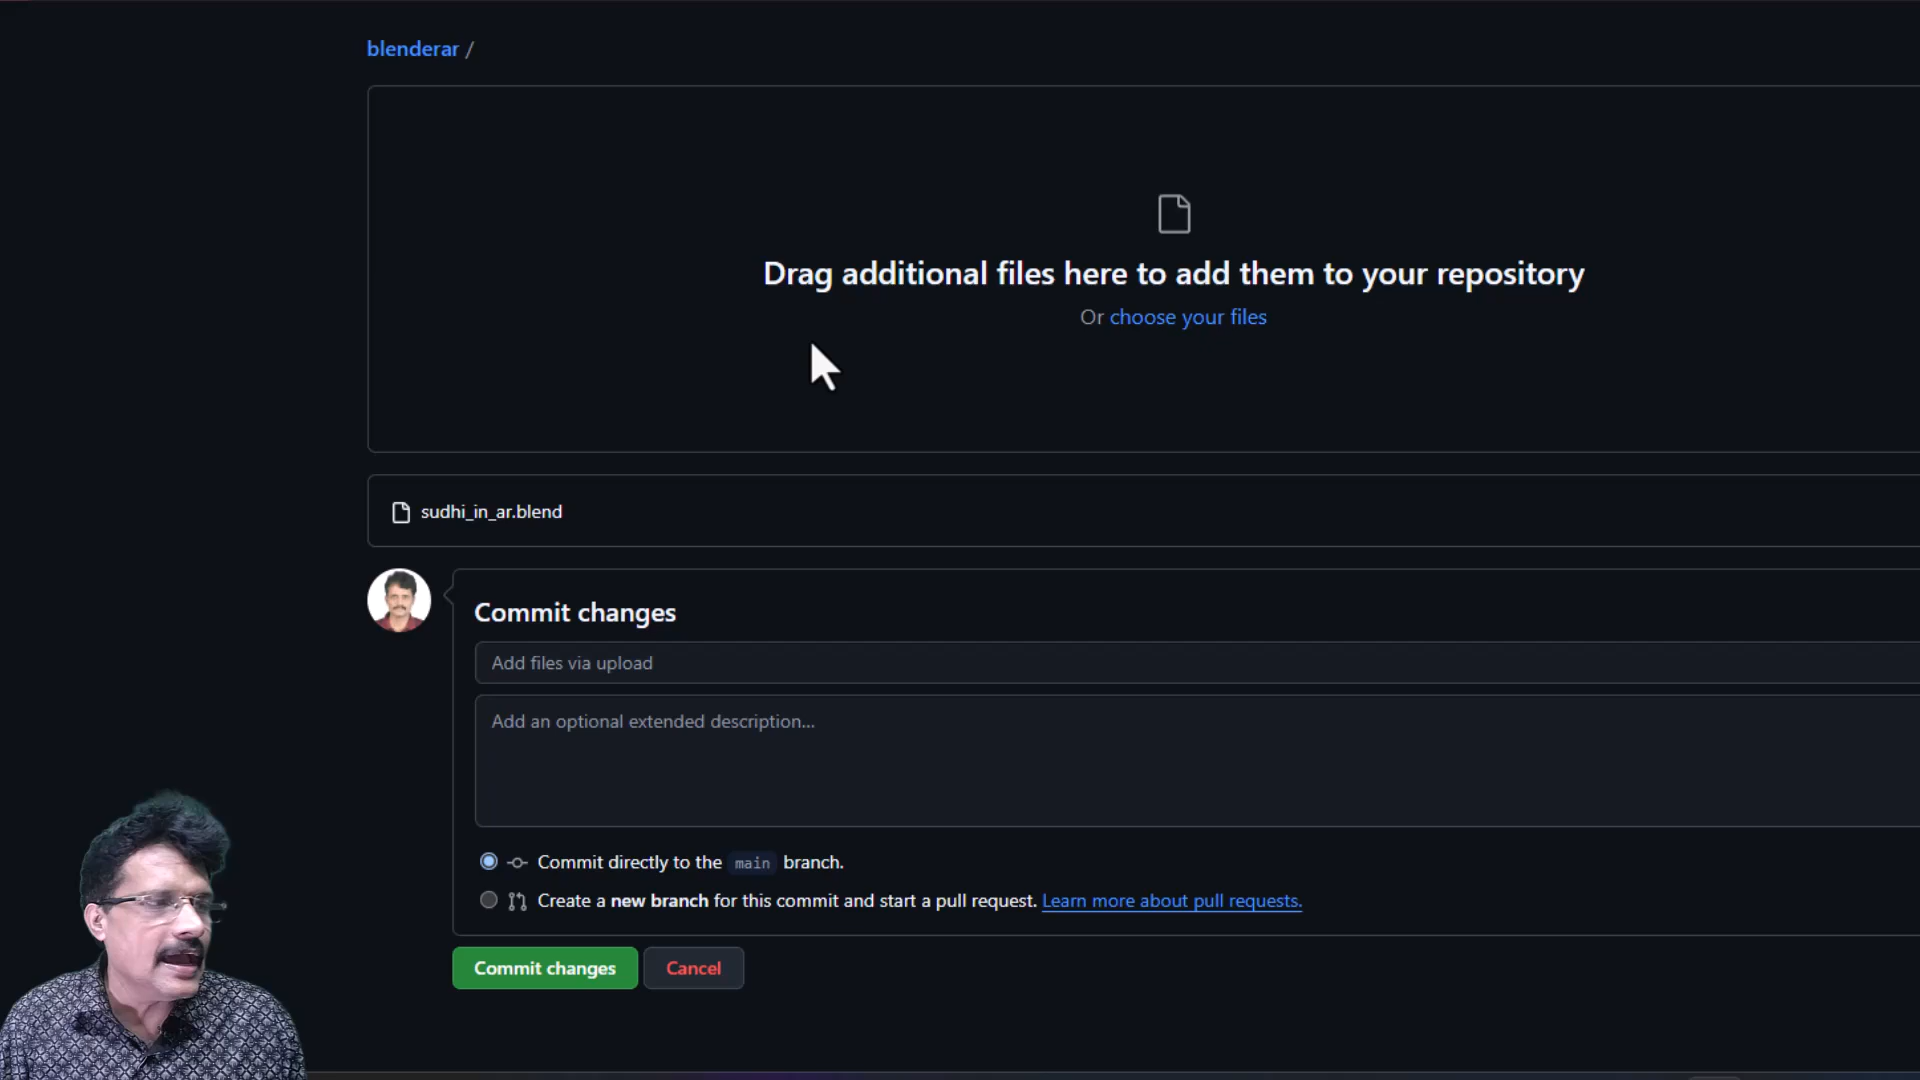 blenderar /
Drag additional files here to add them to your repository
Or choose your files
sudhi_in_ar.blend
Commit changes
Add files via upload
Add an optional extended description...
Commit directly to the main branch.
Create a new branch for this commit and start a pull request. Learn more about pull requests.
Commit changes Cancel